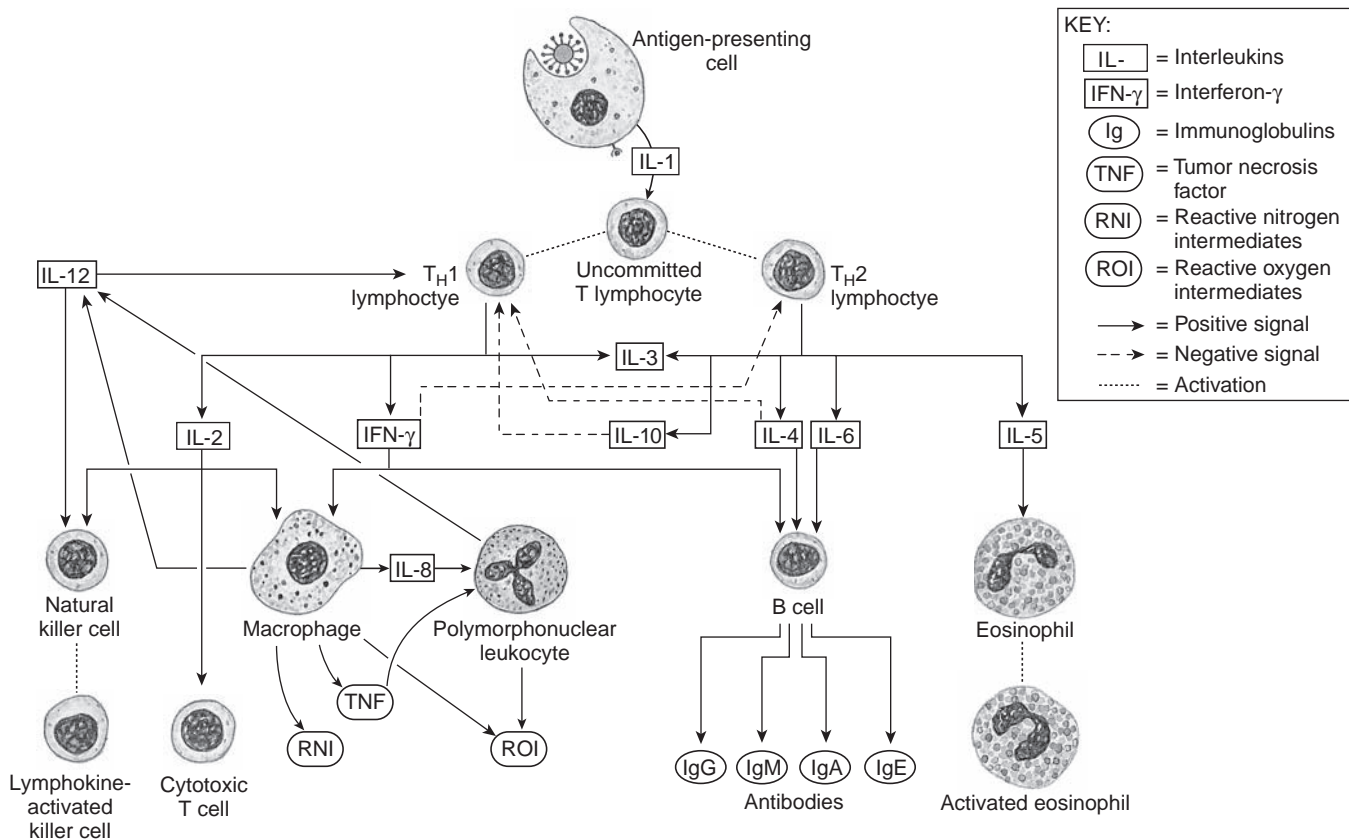 Antigen-presenting
cell
IL-1
IL-12
T_H1
lymphoctye
Uncommitted
T lymphocyte
T_H2
lymphoctye
IL-3
IL-2
IFN-γ
IL-10
IL-4
IL-6
IL-5
IL-8
Natural
killer cell
Macrophage
Polymorphonuclear
leukocyte
B cell
Eosinophil
TNF
RNI
ROI
IgG
IgM
IgA
IgE
Antibodies
Lymphokine-
activated
killer cell
Cytotoxic
T cell
Activated eosinophil
KEY:
IL- = Interleukins
IFN-γ = Interferon-γ
Ig = Immunoglobulins
TNF = Tumor necrosis
factor
RNI = Reactive nitrogen
intermediates
ROI = Reactive oxygen
intermediates
= Positive signal
= Negative signal
= Activation